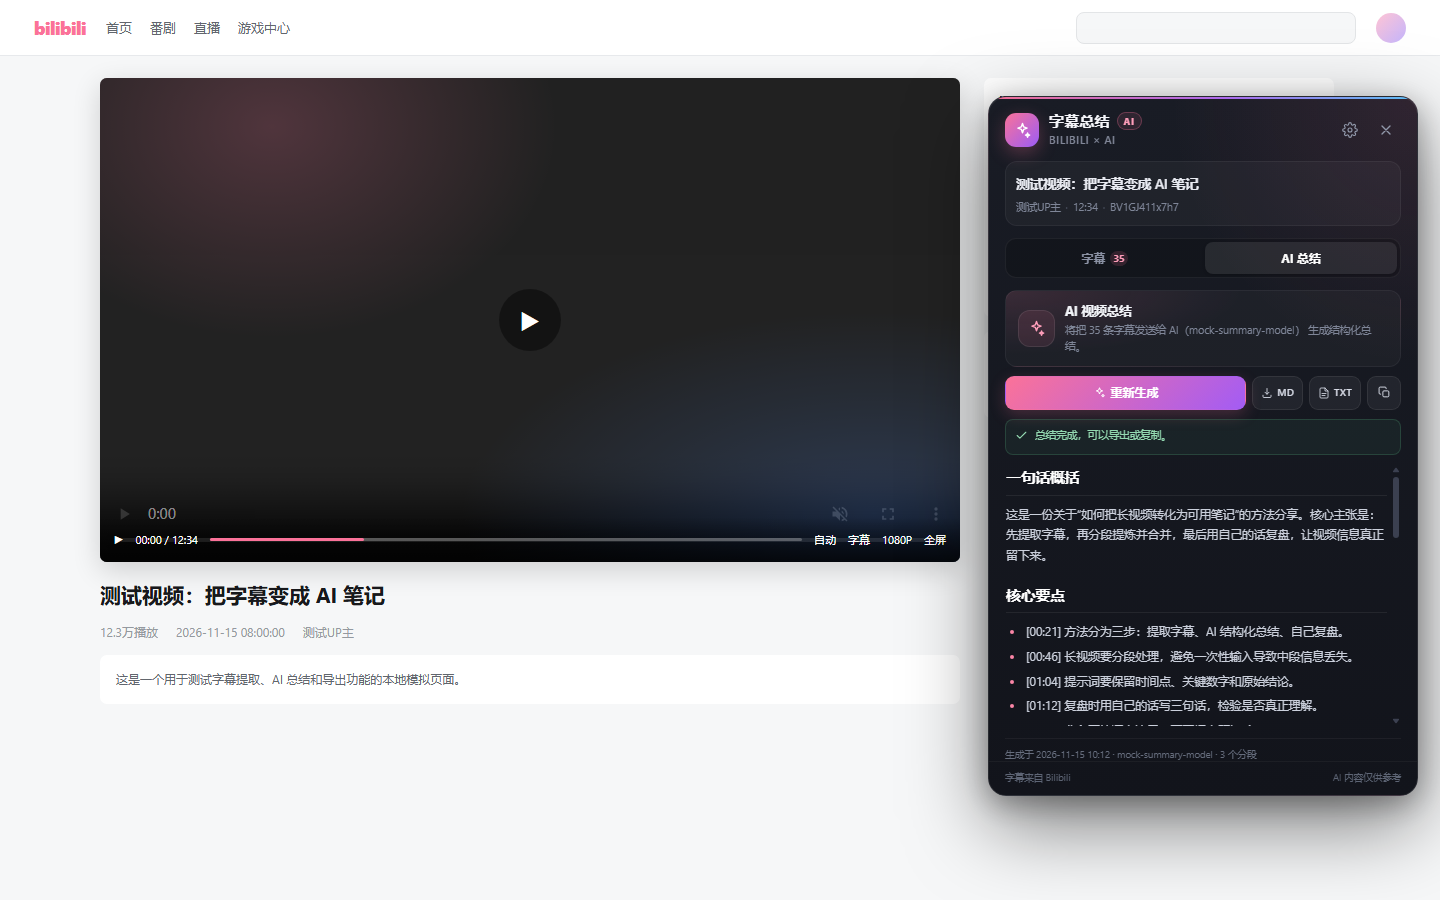 bilibili 首页 番剧 直播 游戏中心
0:00
00:00 / 12:34 自动 字幕 1080P 全屏
测试视频：把字幕变成 AI 笔记
12.3万播放 2026-11-15 08:00:00 测试UP主
这是一个用于测试字幕提取、AI 总结和导出功能的本地模拟页面。
字幕总结 AI
BILIBILI × AI
测试视频：把字幕变成 AI 笔记
测试UP主 · 12:34 · BV1GJ411x7h7
字幕 35 AI 总结
AI 视频总结
将把 35 条字幕发送给 AI（mock-summary-model） 生成结构化总
结。
重新生成 MD TXT
总结完成，可以导出或复制。
一句话概括
这是一份关于“如何把长视频转化为可用笔记”的方法分享。核心主张是：
先提取字幕，再分段提炼并合并，最后用自己的话复盘，让视频信息真正
留下来。
核心要点
[00:21] 方法分为三步：提取字幕、AI 结构化总结、自己复盘。
[00:46] 长视频要分段处理，避免一次性输入导致中段信息丢失。
[01:04] 提示词要保留时间点、关键数字和原始结论。
[01:12] 复盘时用自己的话写三句话，检验是否真正理解。
生成于 2026-11-15 10:12 · mock-summary-model · 3 个分段
字幕来自 Bilibili AI 内容仅供参考